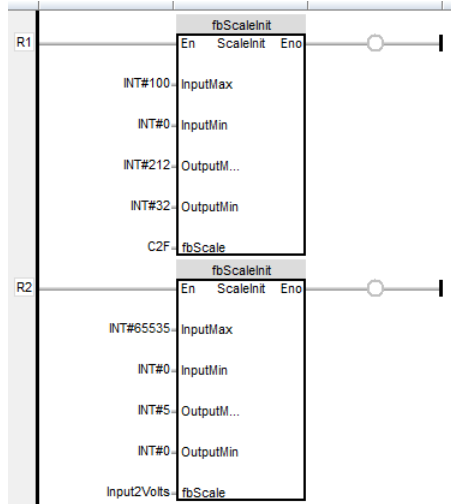 fbScaleInit
R1
En ScaleInit Eno
INT#100 InputMax
INT#0 InputMin
INT#212 OutputM...
INT#32 OutputMin
C2F fbScale
fbScaleInit
R2
En ScaleInit Eno
INT#65535 InputMax
INT#0 InputMin
INT#5 OutputM...
INT#0 OutputMin
Input2Volts fbScale